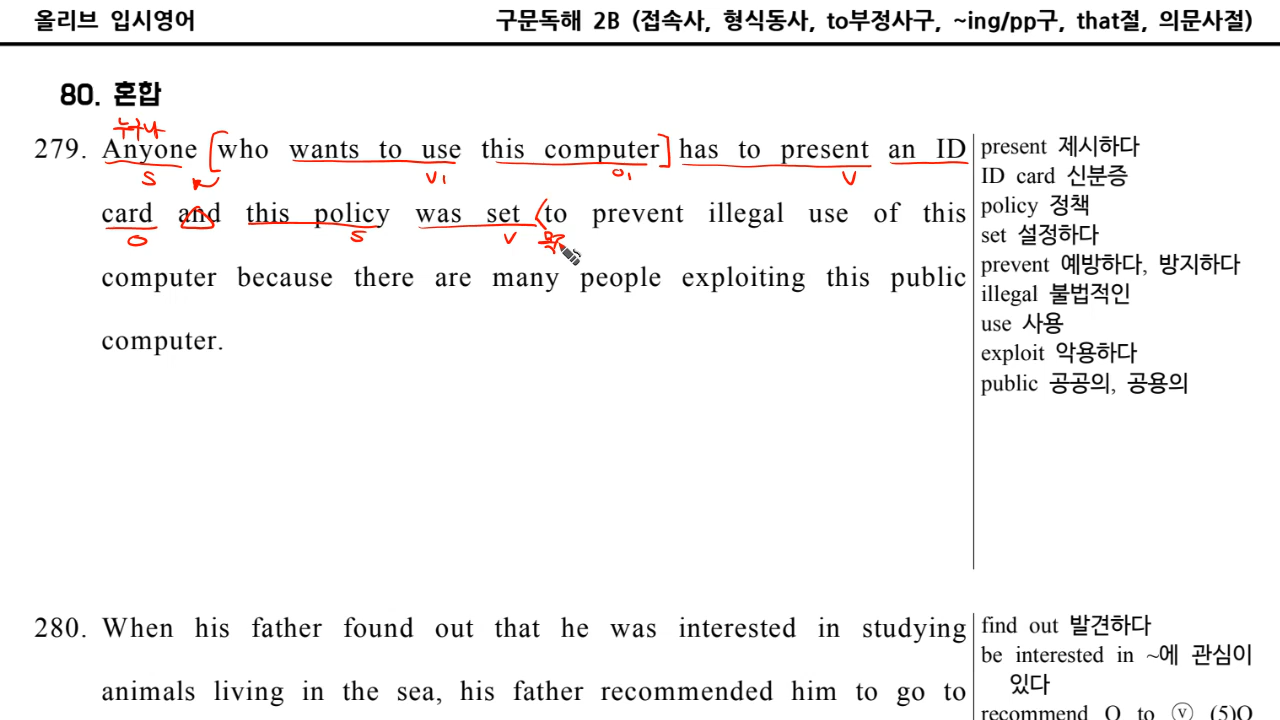 올리브 입시영어
구문독해 2B (접속사, 형식동사, to부정사구, ~ing/pp구, that절, 의문사절)
80. 혼합
누구나
279. Anyone [who wants to use this computer] has to present an ID
S V1 O1 V
card and this policy was set (to prevent illegal use of this
O S V
computer because there are many people exploiting this public
computer.
present 제시하다
ID card 신분증
policy 정책
set 설정하다
prevent 예방하다, 방지하다
illegal 불법적인
use 사용
exploit 악용하다
public 공공의, 공용의
280. When his father found out that he was interested in studying
animals living in the sea, his father recommended him to go to
find out 발견하다
be interested in ~에 관심이
있다
recommend O to ⓥ (5)O